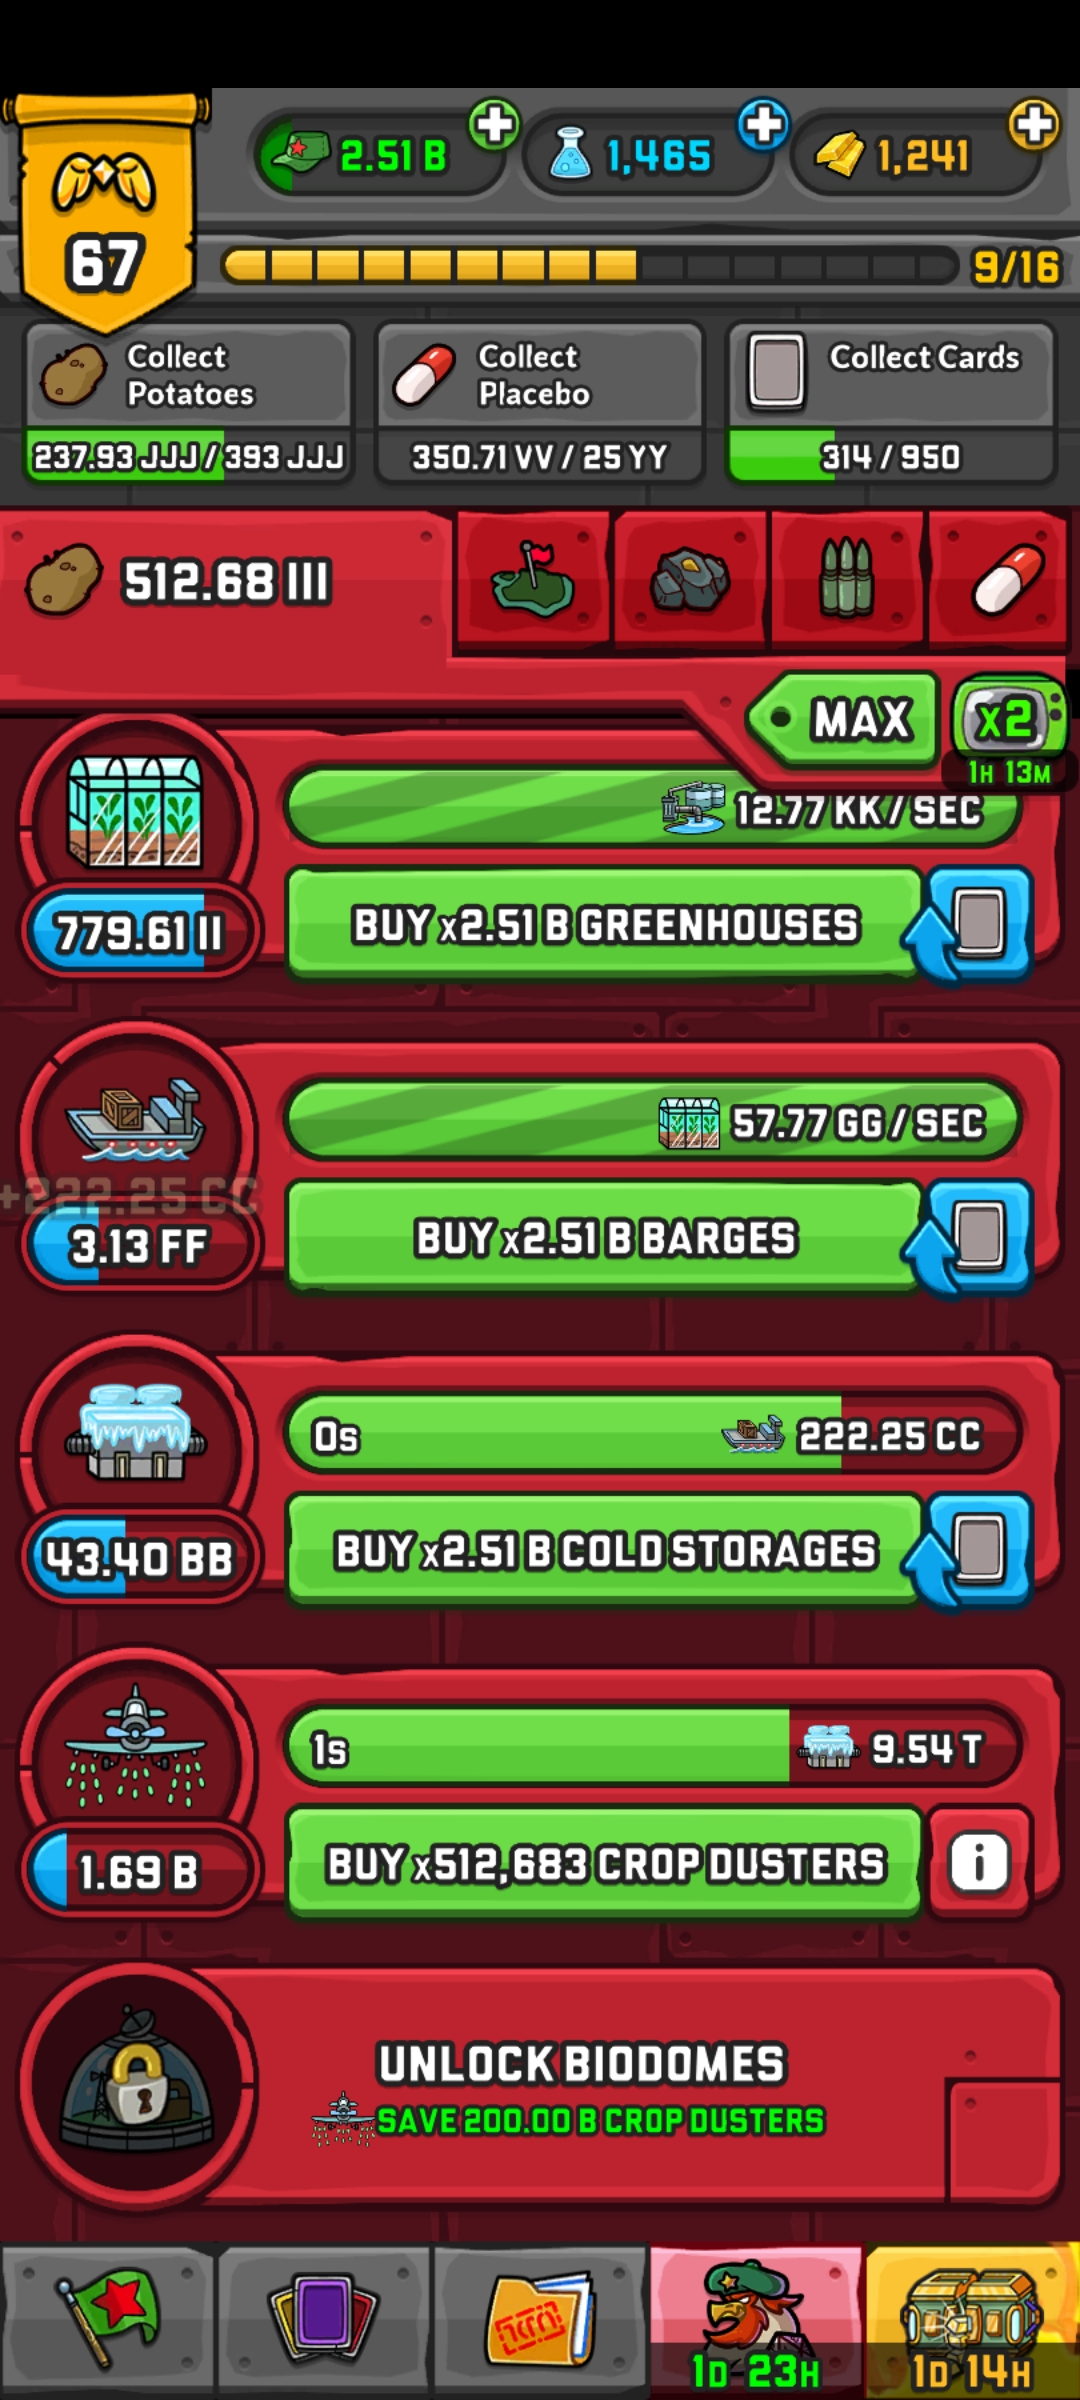 2.51 B
1,465
1,241
67
9/16
Collect
Potatoes
Collect
Placebo
Collect Cards
237.93 JJJ / 393 JJJ
350.71 VV / 25 YY
314 / 950
512.68 III
MAX
x2
1H 13M
12.77 KK / SEC
779.61 II
BUY x2.51 B GREENHOUSES
57.77 GG / SEC
+222.25 CC
3.13 FF
BUY x2.51 B BARGES
0s
222.25 CC
43.40 BB
BUY x2.51 B COLD STORAGES
1s
9.54 T
1.69 B
BUY x512,683 CROP DUSTERS
i
UNLOCK BIODOMES
SAVE 200.00 B CROP DUSTERS
1D 23H
1D 14H